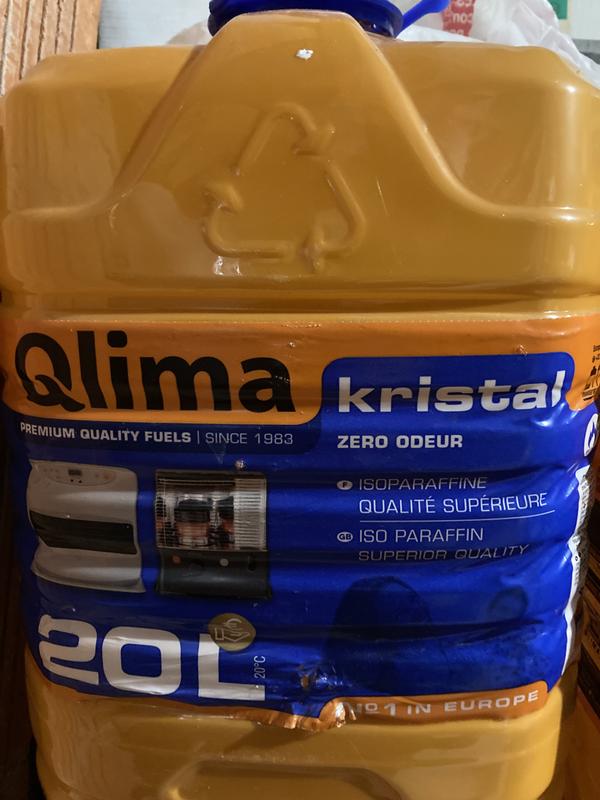 Qlima
PREMIUM QUALITY FUELS | SINCE 1983
kristal
ZERO ODEUR
F ISOPARAFFINE
QUALITÉ SUPÉRIEURE
GB ISO PARAFFIN
SUPERIOR QUALITY
20L
20°C
Nº1 IN EUROPE